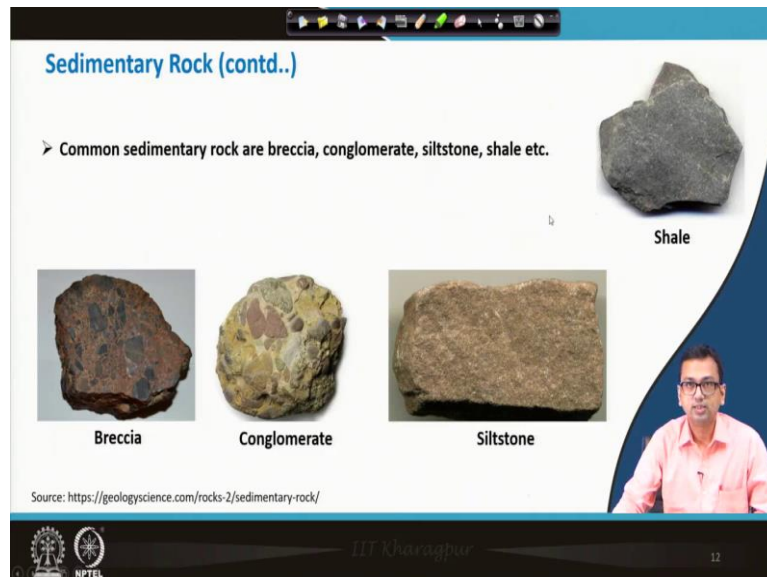 Sedimentary Rock (contd..)
➢ Common sedimentary rock are breccia, conglomerate, siltstone, shale etc.
Shale
Breccia
Conglomerate
Siltstone
Source: https://geologyscience.com/rocks-2/sedimentary-rock/
NPTEL
IIT Kharagpur
12